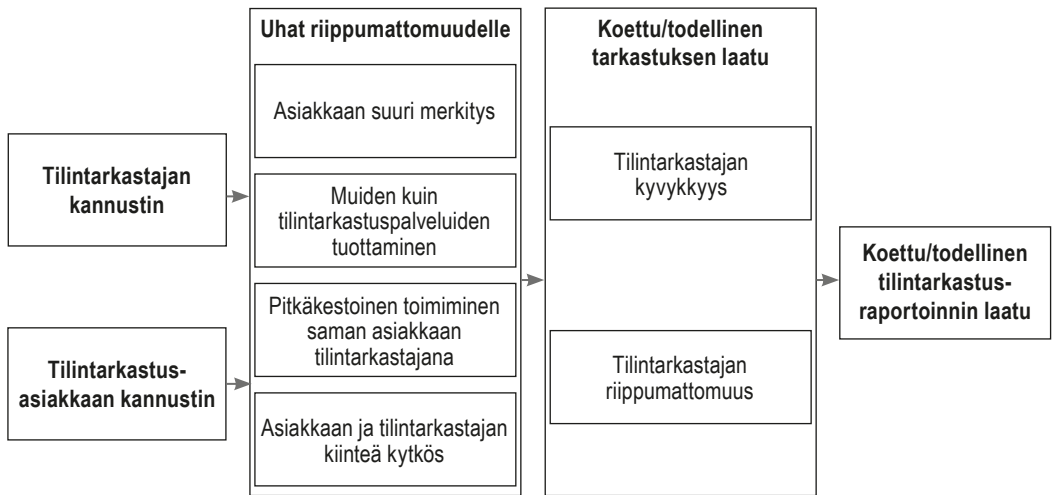 Tilintarkastajan
kannustin
Tilintarkastus-
asiakkaan kannustin
Uhat riippumattomuudelle
Asiakkaan suuri merkitys
Muiden kuin
tilintarkastuspalveluiden
tuottaminen
Pitkäkestoinen toimiminen
saman asiakkaan
tilintarkastajana
Asiakkaan ja tilintarkastajan
kiinteä kytkös
Koettu/todellinen
tarkastuksen laatu
Tilintarkastajan
kyvykkyys
Tilintarkastajan
riippumattomuus
Koettu/todellinen
tilintarkastus-
raportoinnin laatu